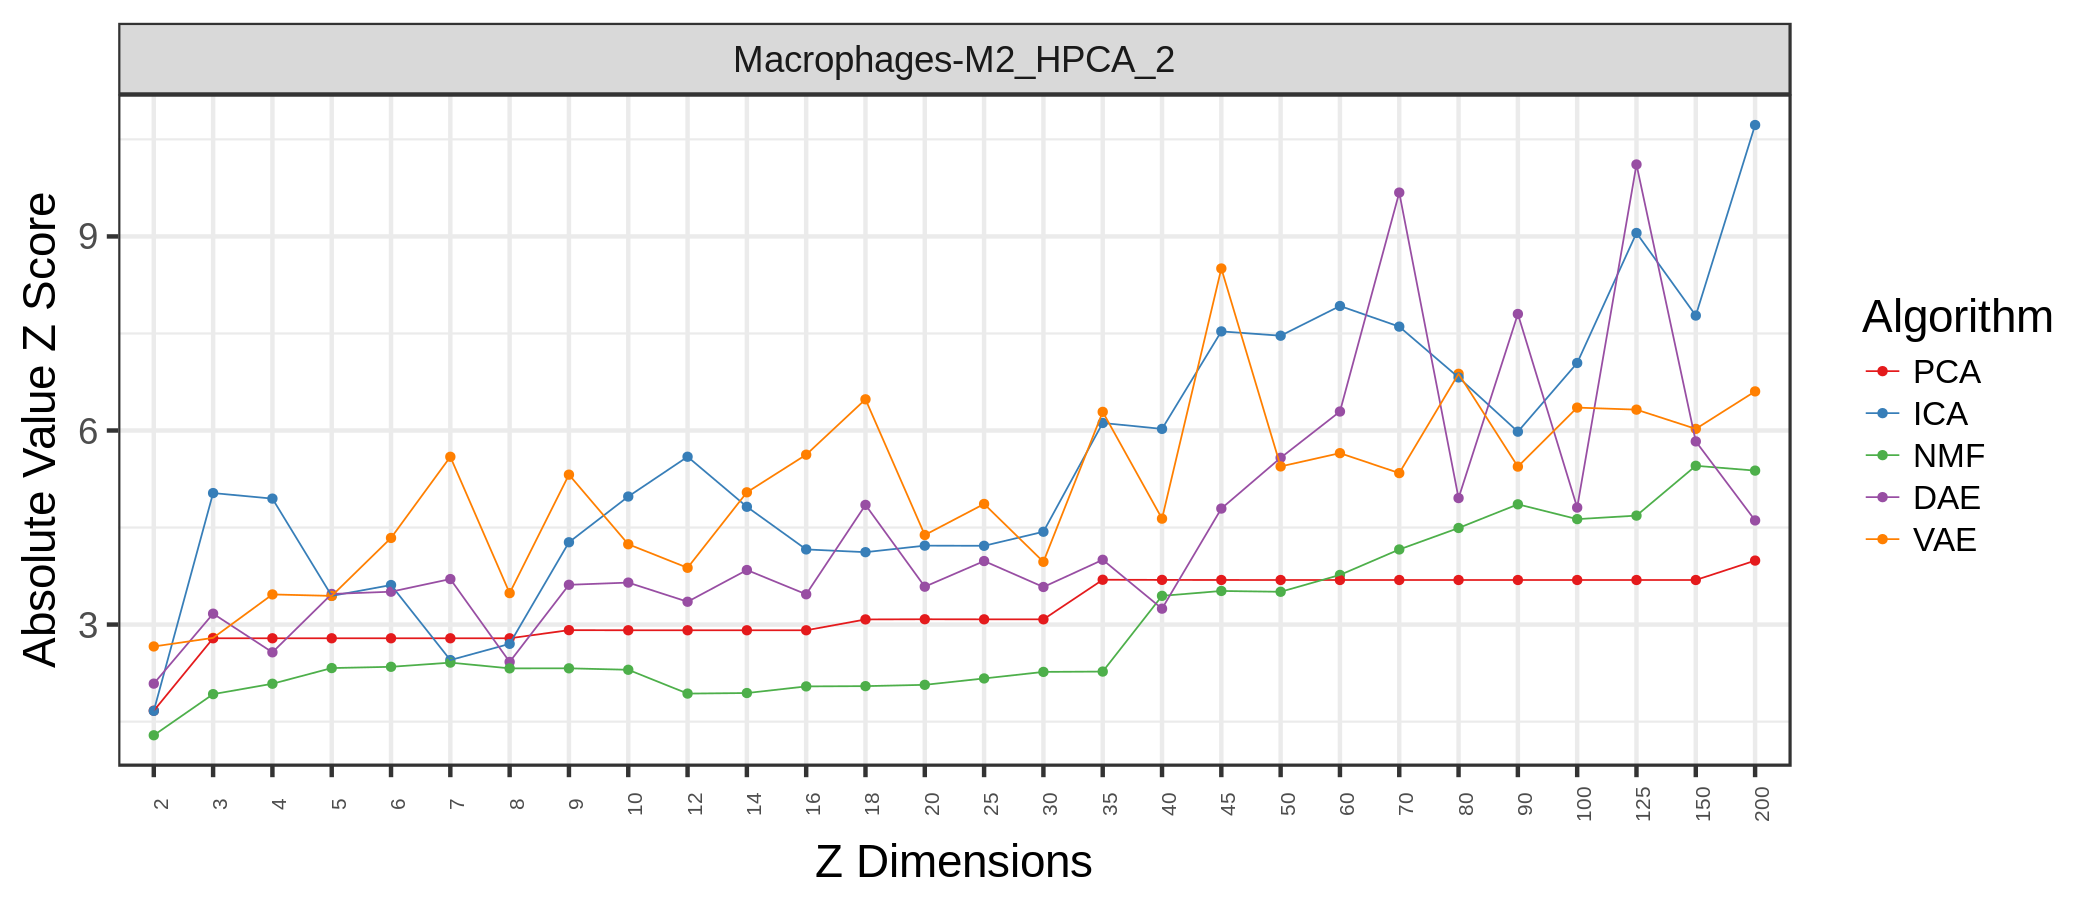 Macrophages-M2_HPCA_2
Absolute Value Z Score
9
6
3
2 3 4 5 6 7 8 9 10 12 14 16 18 20 25 30 35 40 45 50 60 70 80 90 100 125 150 200
Z Dimensions
Algorithm
PCA
ICA
NMF
DAE
VAE